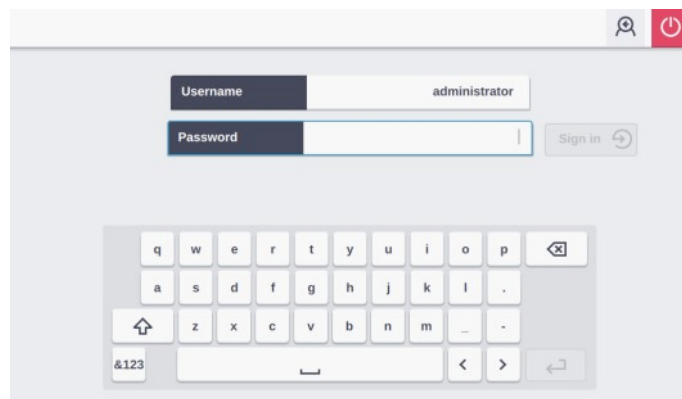 Username administrator
Password Sign in
q w e r t y u i o p
a s d f g h j k l .
z x c v b n m _ -
&123 < >